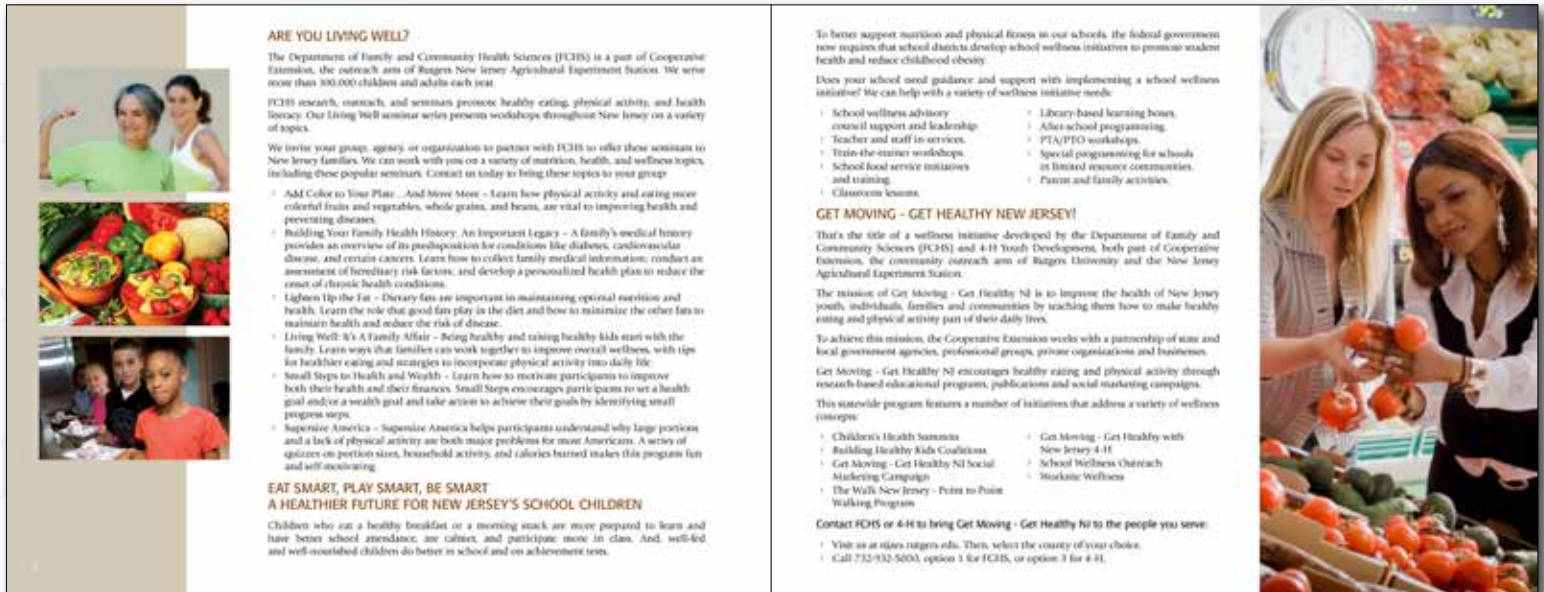 ARE YOU LIVING WELL?
The Department of Family and Community Health Sciences (FCHS) is a part of Cooperative
Extension, the outreach arm of Rutgers New Jersey Agricultural Experiment Station. We serve
more than 300,000 children and adults each year.
FCHS research, outreach, and seminars promote healthy eating, physical activity, and health
literacy. Our Living Well seminar series presents workshops throughout New Jersey on a variety
of topics.
We invite your group, agency, or organization to partner with FCHS to offer these seminars to
New Jersey families. We can work with you on a variety of nutrition, health, and wellness topics,
including these popular seminars. Contact us today to bring these topics to your group:
Add Color to Your Plate... And Move More – Learn how physical activity and eating more
colorful fruits and vegetables, whole grains, and beans, are vital to improving health and
preventing diseases.
Building Your Family Health History: An Important Legacy – A family's medical history
provides an overview of its predisposition for conditions like diabetes, cardiovascular
disease, and certain cancers. Learn how to collect family medical information; conduct an
assessment of hereditary risk factors; and develop a personalized health plan to reduce the
onset of chronic health conditions.
Lighten Up the Fat – Dietary fats are important in maintaining optimal nutrition and
health. Learn the role that good fats play in the diet and how to minimize the other fats to
maintain health and reduce the risk of disease.
Living Well: It's A Family Affair – Being healthy and raising healthy kids start with the
family. Learn ways that families can work together to improve overall wellness, with tips
for healthier eating and strategies to incorporate physical activity into daily life
Small Steps to Health and Wealth – Learn how to motivate participants to improve
both their health and their finances. Small Steps encourages participants to set a health
goal and/or a wealth goal and take action to achieve their goals by identifying small
progress steps.
Supersize America – Supersize America helps participants understand why large portions
and a lack of physical activity are both major problems for most Americans. A series of
quizzes on portion sizes, household activity, and calories burned makes this program fun
and self-motivating.
EAT SMART, PLAY SMART, BE SMART
A HEALTHIER FUTURE FOR NEW JERSEY'S SCHOOL CHILDREN
Children who eat a healthy breakfast or a morning snack are more prepared to learn and
have better school attendance, are calmer, and participate more in class. And, well-fed
and well-nourished children do better in school and on achievement tests.
To better support nutrition and physical fitness in our schools, the federal government
now requires that school districts develop school wellness initiatives to promote student
health and reduce childhood obesity.
Does your school need guidance and support with implementing a school wellness
initiative? We can help with a variety of wellness initiative needs:
School wellness advisory
council support and leadership
Teacher and staff in-services.
Train-the-trainer workshops.
School food service initiatives
and training.
Classroom lessons.
Library-based learning boxes.
After-school programming.
PTA/PTO workshops.
Special programming for schools
in limited resource communities.
Parent and family activities.
GET MOVING - GET HEALTHY NEW JERSEY!
That's the title of a wellness initiative developed by the Department of Family and
Community Sciences (FCHS) and 4-H Youth Development, both part of Cooperative
Extension, the community outreach arm of Rutgers University and the New Jersey
Agricultural Experiment Station.
The mission of Get Moving - Get Healthy NJ is to improve the health of New Jersey
youth, individuals, families and communities by teaching them how to make healthy
eating and physical activity part of their daily lives.
To achieve this mission, the Cooperative Extension works with a partnership of state and
local government agencies, professional groups, private organizations and businesses.
Get Moving - Get Healthy NJ encourages healthy eating and physical activity through
research-based educational programs, publications and social marketing campaigns.
This statewide program features a number of initiatives that address a variety of wellness
concepts:
Children's Health Summits
Building Healthy Kids Coalitions
Get Moving - Get Healthy NJ Social
Marketing Campaign
The Walk New Jersey - Point to Point
Walking Program
Get Moving - Get Healthy with
New Jersey 4-H
School Wellness Outreach
Worksite Wellness
Contact FCHS or 4-H to bring Get Moving - Get Healthy NJ to the people you serve:
Visit us at njaes.rutgers.edu. Then, select the county of your choice.
Call 732-932-5000, option 1 for FCHS, or option 3 for 4-H.